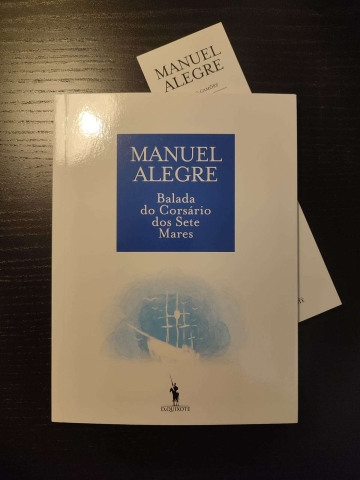 MANUEL
ALEGRE
CAMÕES
MANUEL
ALEGRE
Balada
do Corsário
dos Sete
Mares
D.QUIXOTE